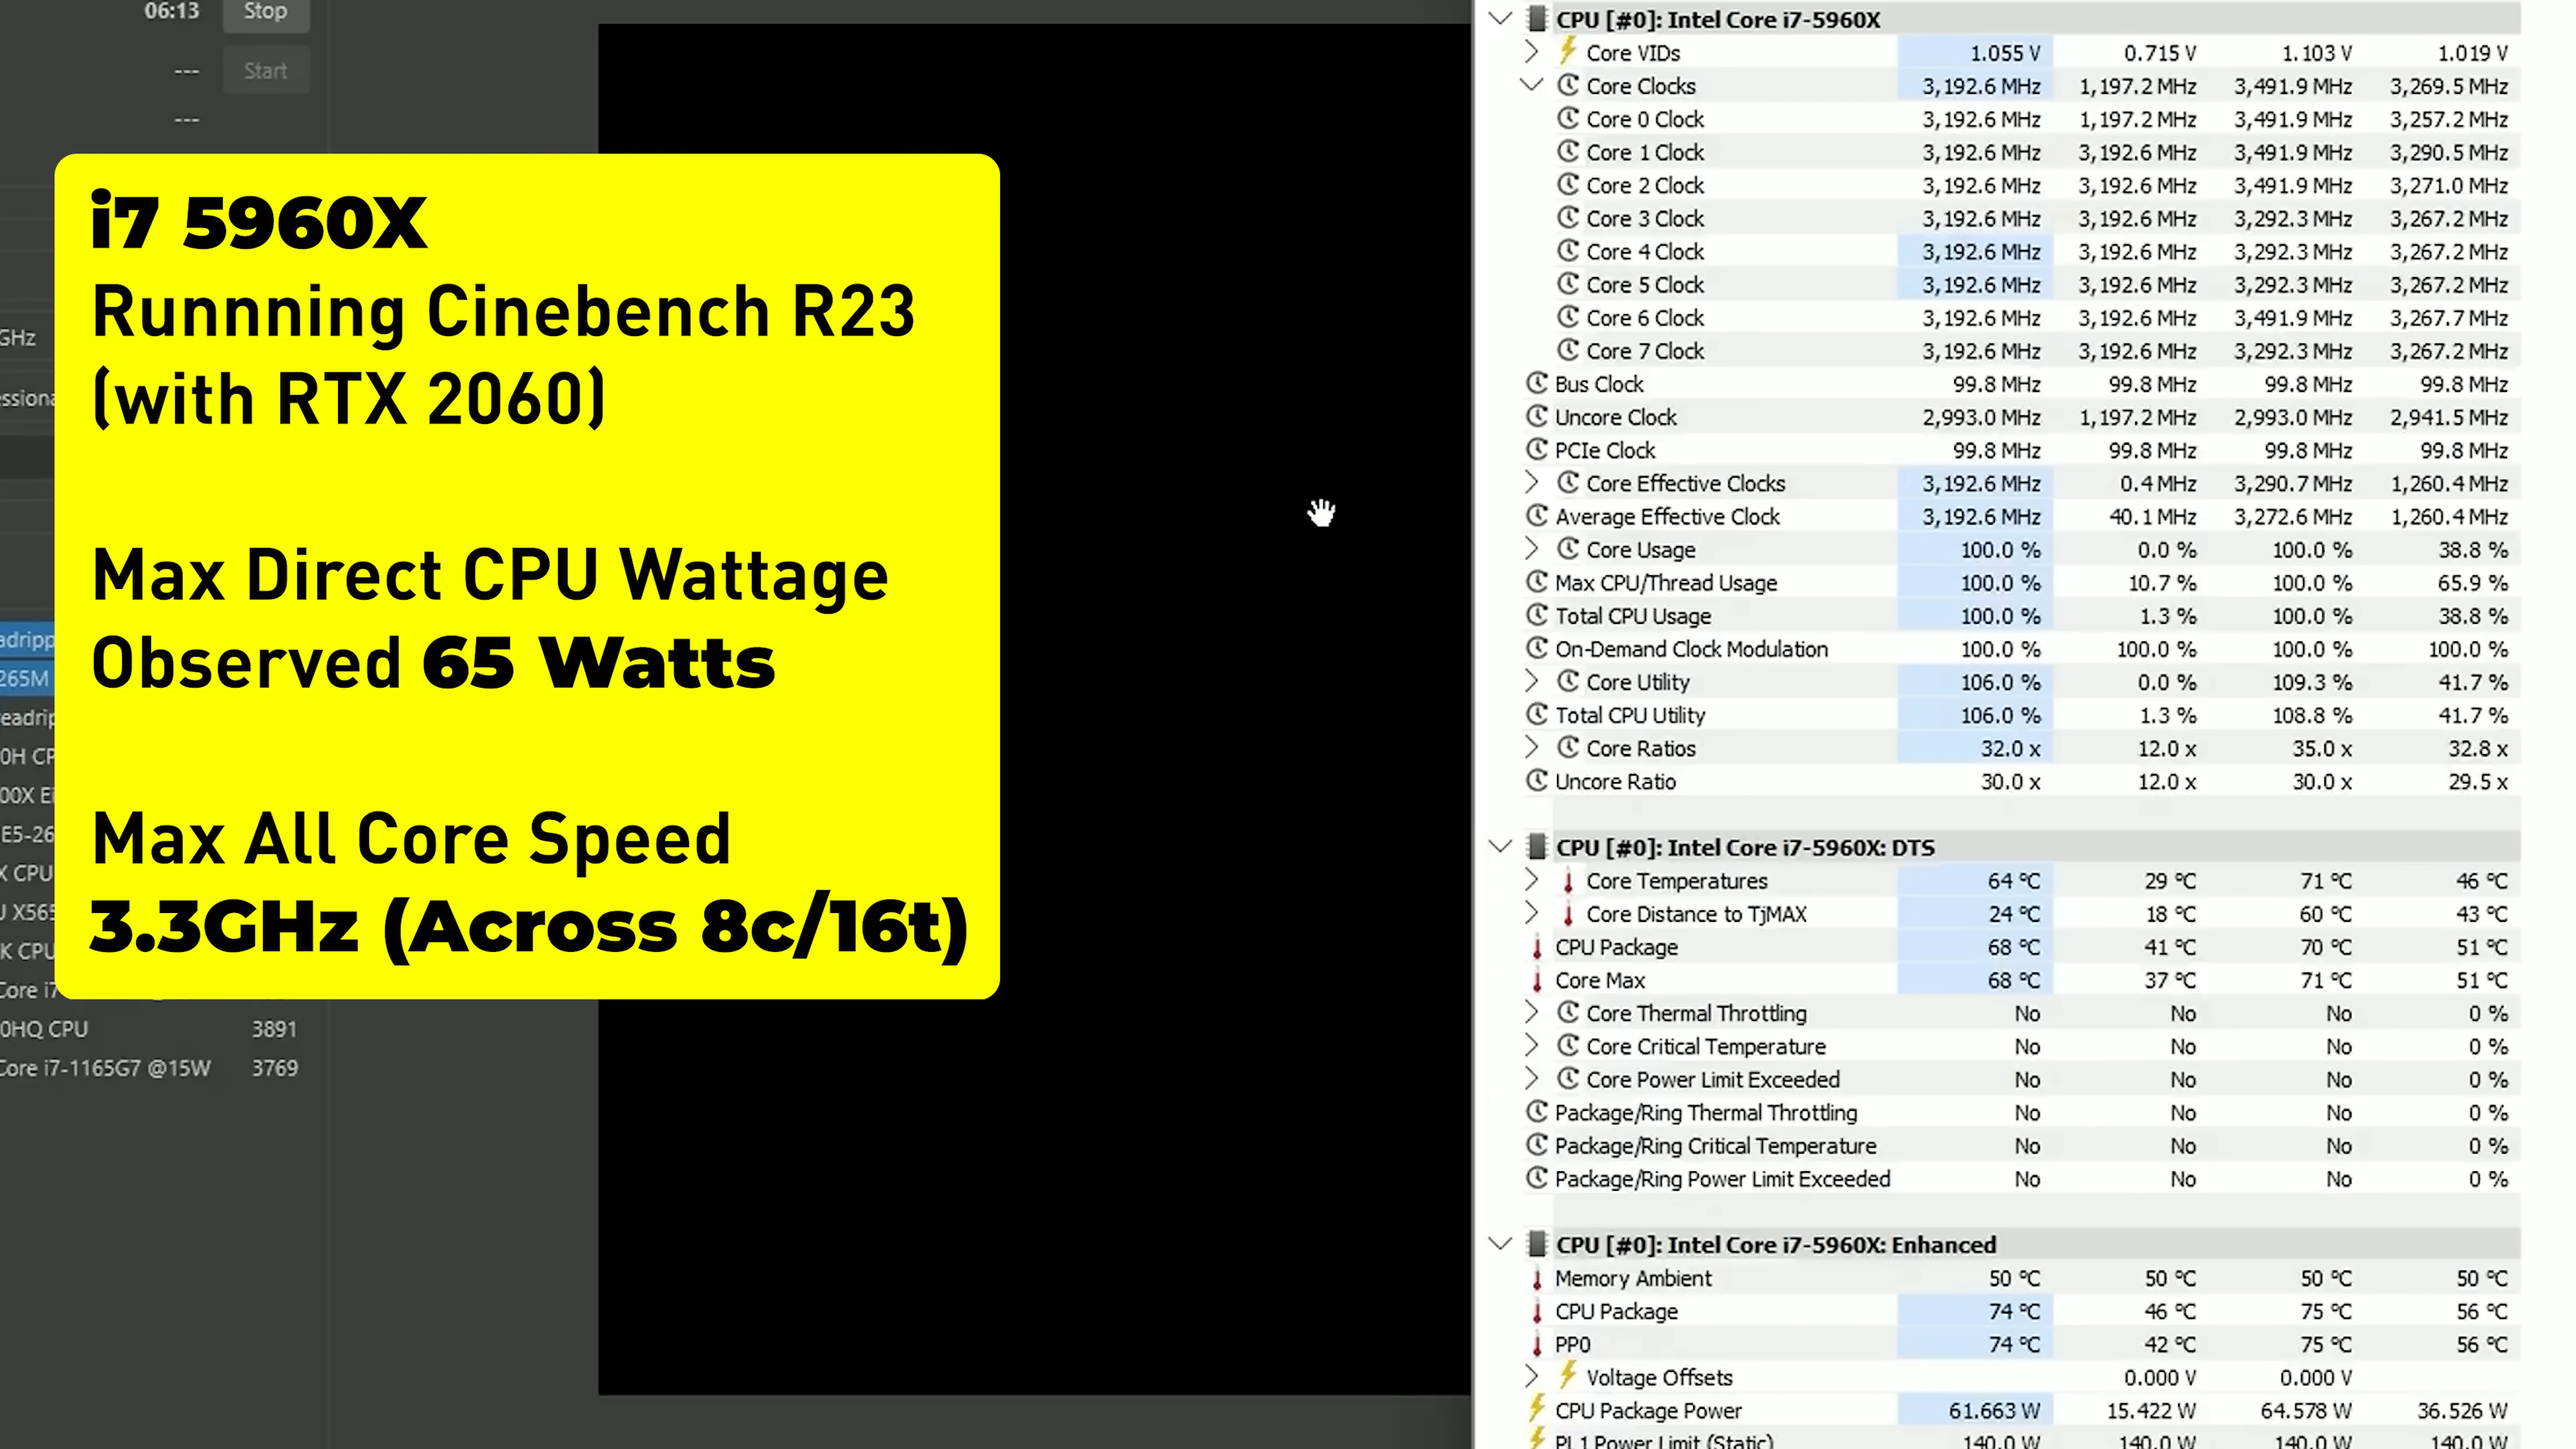 06:13 Stop
--- Start
---
GHz
i7 5960X
Runnning Cinebench R23
(with RTX 2060)
Max Direct CPU Wattage
Observed 65 Watts
Max All Core Speed
3.3GHz (Across 8c/16t)
265M
0H CP
E5-26
X CPU
K CPU
Core i7
0HQ CPU 3891
Core i7-1165G7 @15W 3769
CPU [#0]: Intel Core i7-5960X
Core VIDs 1.055 V 0.715 V 1.103 V 1.019 V
Core Clocks 3,192.6 MHz 1,197.2 MHz 3,491.9 MHz 3,269.5 MHz
Core 0 Clock 3,192.6 MHz 1,197.2 MHz 3,491.9 MHz 3,257.2 MHz
Core 1 Clock 3,192.6 MHz 3,192.6 MHz 3,491.9 MHz 3,290.5 MHz
Core 2 Clock 3,192.6 MHz 3,192.6 MHz 3,491.9 MHz 3,271.0 MHz
Core 3 Clock 3,192.6 MHz 3,192.6 MHz 3,292.3 MHz 3,267.2 MHz
Core 4 Clock 3,192.6 MHz 3,192.6 MHz 3,292.3 MHz 3,267.2 MHz
Core 5 Clock 3,192.6 MHz 3,192.6 MHz 3,292.3 MHz 3,267.2 MHz
Core 6 Clock 3,192.6 MHz 3,192.6 MHz 3,491.9 MHz 3,267.7 MHz
Core 7 Clock 3,192.6 MHz 3,192.6 MHz 3,292.3 MHz 3,267.2 MHz
Bus Clock 99.8 MHz 99.8 MHz 99.8 MHz 99.8 MHz
Uncore Clock 2,993.0 MHz 1,197.2 MHz 2,993.0 MHz 2,941.5 MHz
PCIe Clock 99.8 MHz 99.8 MHz 99.8 MHz 99.8 MHz
Core Effective Clocks 3,192.6 MHz 0.4 MHz 3,290.7 MHz 1,260.4 MHz
Average Effective Clock 3,192.6 MHz 40.1 MHz 3,272.6 MHz 1,260.4 MHz
Core Usage 100.0 % 0.0 % 100.0 % 38.8 %
Max CPU/Thread Usage 100.0 % 10.7 % 100.0 % 65.9 %
Total CPU Usage 100.0 % 1.3 % 100.0 % 38.8 %
On-Demand Clock Modulation 100.0 % 100.0 % 100.0 % 100.0 %
Core Utility 106.0 % 0.0 % 109.3 % 41.7 %
Total CPU Utility 106.0 % 1.3 % 108.8 % 41.7 %
Core Ratios 32.0 x 12.0 x 35.0 x 32.8 x
Uncore Ratio 30.0 x 12.0 x 30.0 x 29.5 x
CPU [#0]: Intel Core i7-5960X: DTS
Core Temperatures 64 °C 29 °C 71 °C 46 °C
Core Distance to TjMAX 24 °C 18 °C 60 °C 43 °C
CPU Package 68 °C 41 °C 70 °C 51 °C
Core Max 68 °C 37 °C 71 °C 51 °C
Core Thermal Throttling No No No 0 %
Core Critical Temperature No No No 0 %
Core Power Limit Exceeded No No No 0 %
Package/Ring Thermal Throttling No No No 0 %
Package/Ring Critical Temperature No No No 0 %
Package/Ring Power Limit Exceeded No No No 0 %
CPU [#0]: Intel Core i7-5960X: Enhanced
Memory Ambient 50 °C 50 °C 50 °C 50 °C
CPU Package 74 °C 46 °C 75 °C 56 °C
PP0 74 °C 42 °C 75 °C 56 °C
Voltage Offsets 0.000 V 0.000 V
CPU Package Power 61.663 W 15.422 W 64.578 W 36.526 W
PL1 Power Limit (Static) 140.0 W 140.0 W 140.0 W 140.0 W